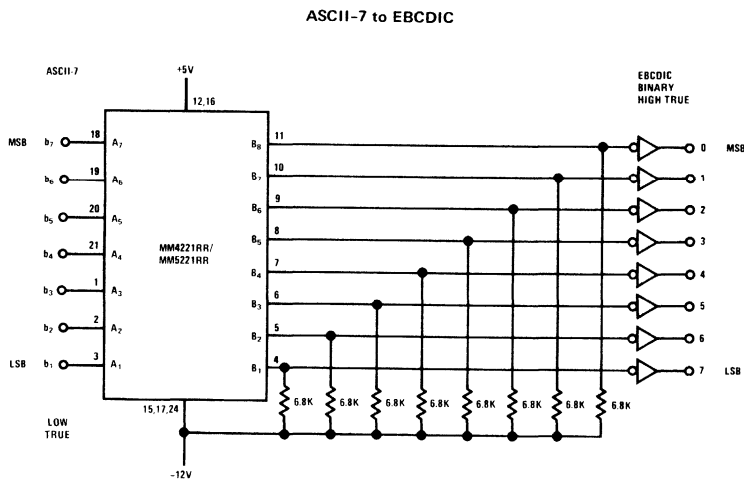 ASCII-7 to EBCDIC
ASCII-7
+5V
EBCDIC
BINARY
HIGH TRUE
12,16
MSB b7 18 A7 B8 11 0 MSB
b6 19 A6 B7 10 1
b5 20 A5 B6 9 2
MM4221RR/
MM5221RR
b4 21 A4 B5 8 3
b3 1 A3 B4 7 4
b2 2 A2 B3 6 5
B2 5 6
LSB b1 3 A1 B1 4 7 LSB
6.8K 6.8K 6.8K 6.8K 6.8K 6.8K 6.8K 6.8K
15,17,24
LOW
TRUE
-12V